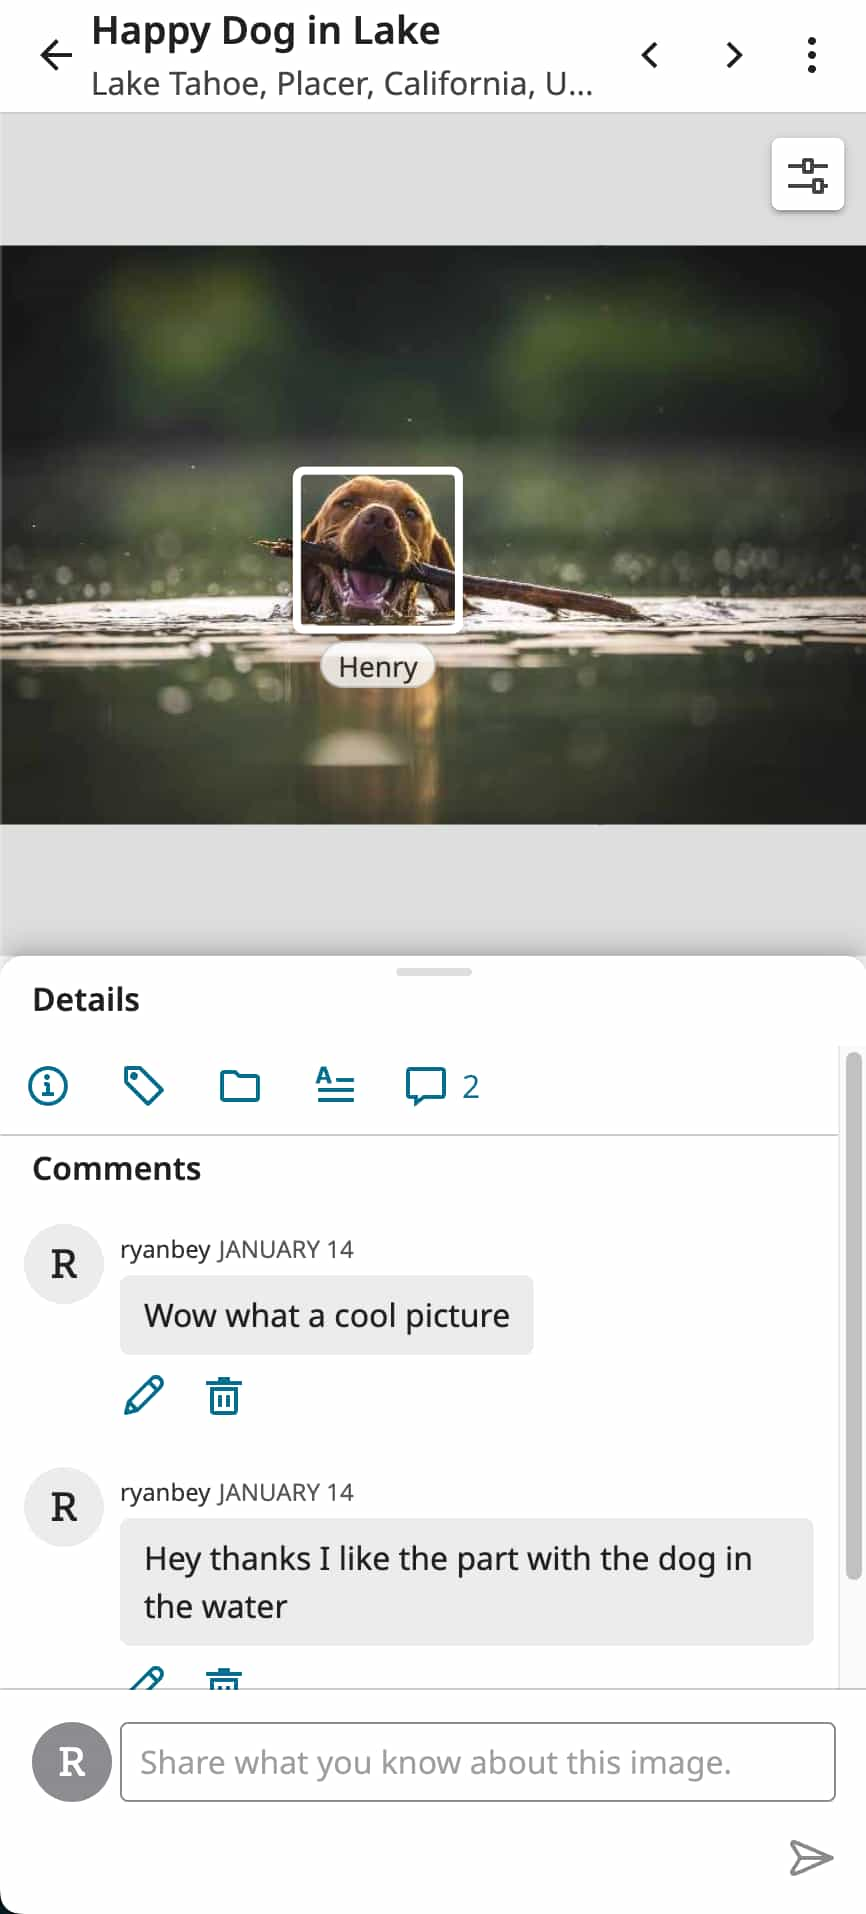 Happy Dog in Lake
Lake Tahoe, Placer, California, U...
Henry
Details
2
Comments
R
ryanbey JANUARY 14
Wow what a cool picture
R
ryanbey JANUARY 14
Hey thanks I like the part with the dog in
the water
R
Share what you know about this image.